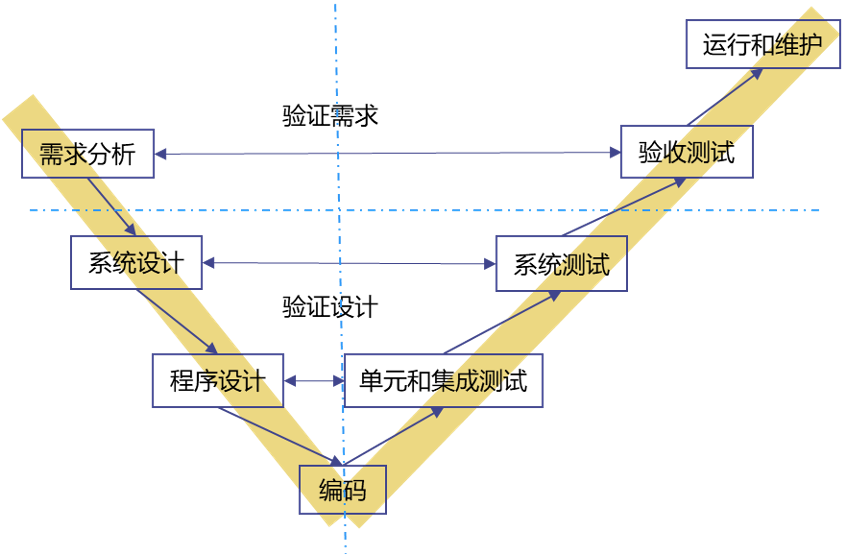 运行和维护
验证需求
需求分析
验收测试
系统设计
系统测试
验证设计
程序设计
单元和集成测试
编码